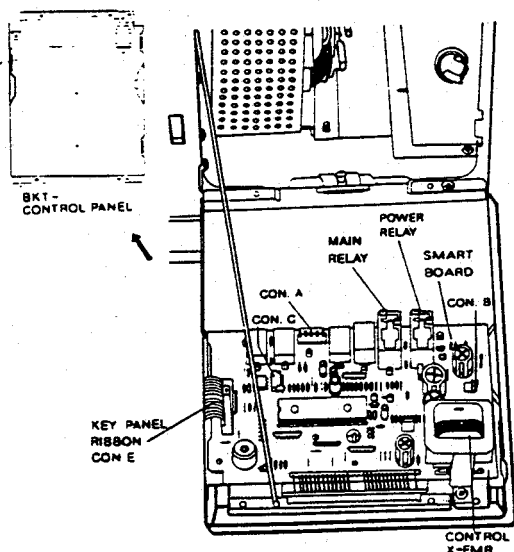 BKT-
CONTROL PANEL
MAIN
RELAY
POWER
RELAY
SMART
BOARD
CON. A
CON. C
CON. B
KEY PANEL
RIBBON
CON E
CONTROL
X-FMR